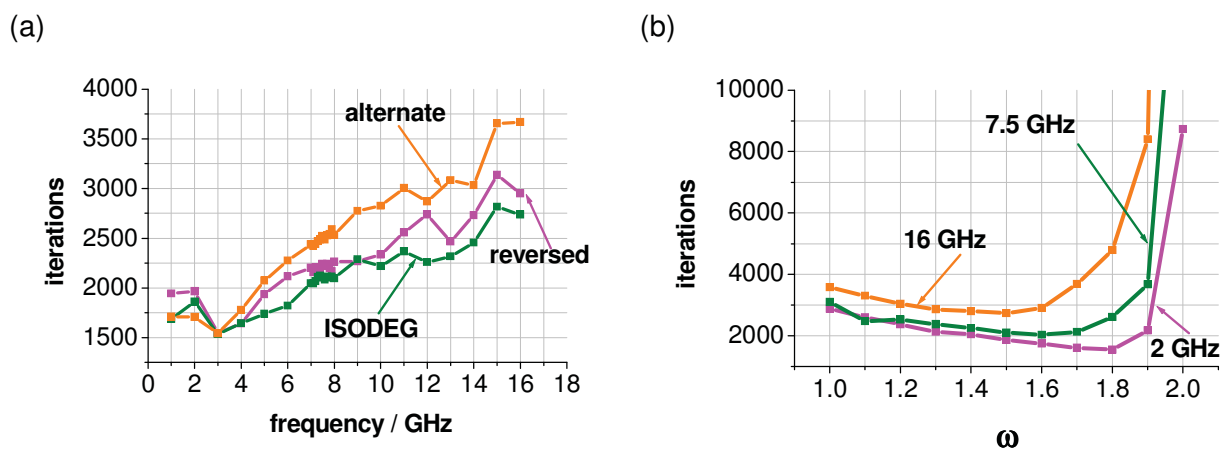 (a)
4000
3500
3000
2500
2000
1500
iterations
alternate
reversed
ISODEG
0 2 4 6 8 10 12 14 16 18
frequency / GHz
(b)
10000
8000
6000
4000
2000
iterations
7.5 GHz
16 GHz
2 GHz
1.0 1.2 1.4 1.6 1.8 2.0
ω